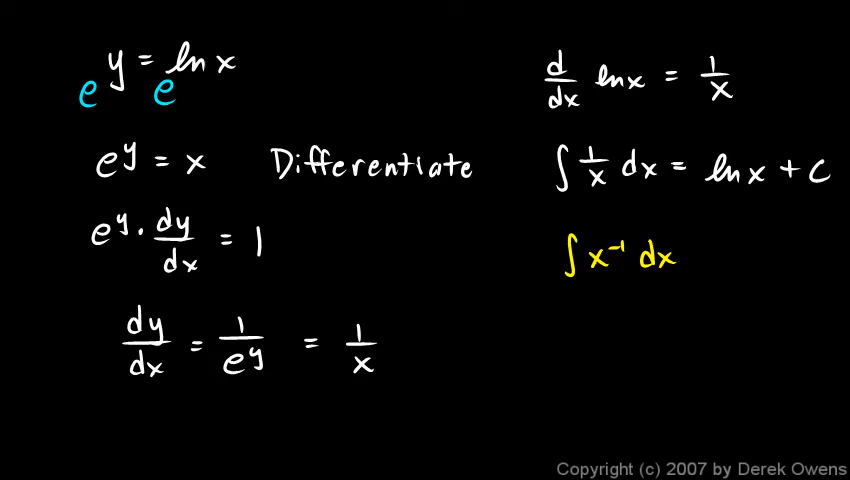 y = ln x
e e
e^y = x Differentiate
e^y · dy/dx = 1
dy/dx = 1/e^y = 1/x
d/dx ln x = 1/x
∫ 1/x dx = ln x + C
∫ x^-1 dx
Copyright (c) 2007 by Derek Owens